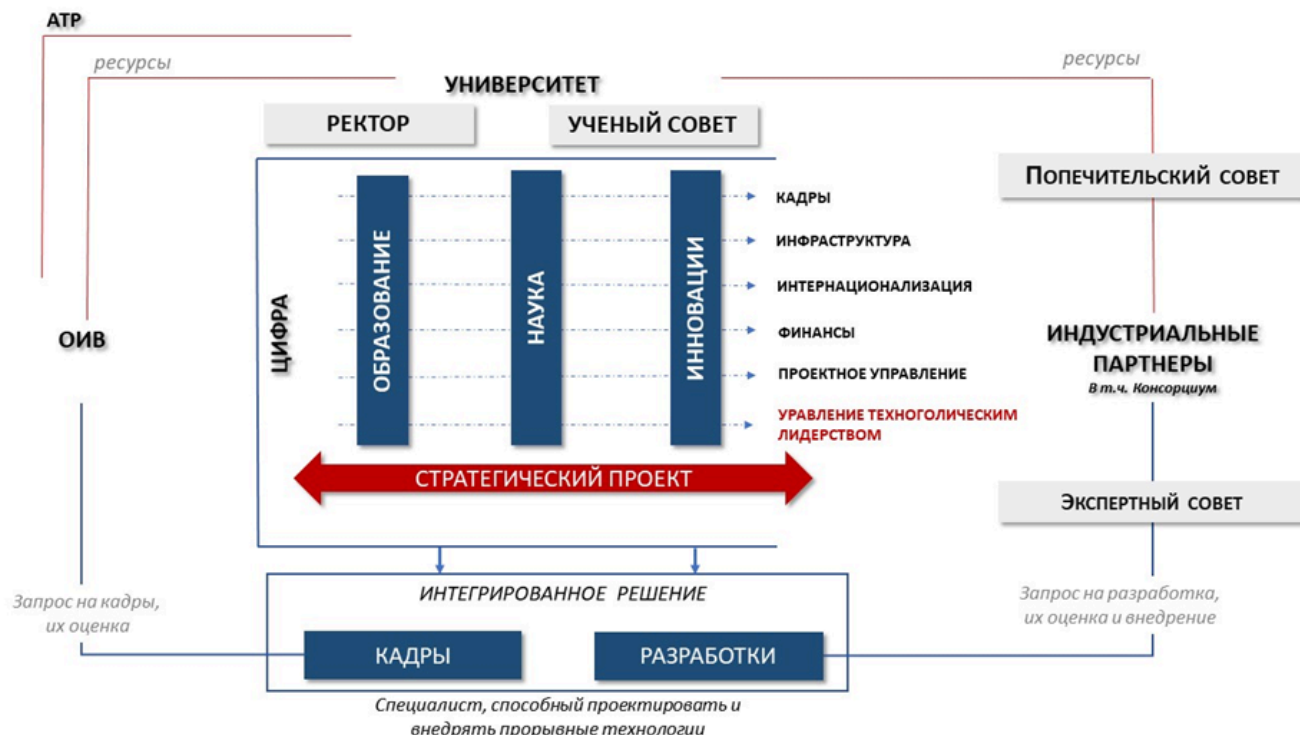 АТР
ресурсы
ресурсы
УНИВЕРСИТЕТ
РЕКТОР
УЧЕНЫЙ СОВЕТ
ПОПЕЧИТЕЛЬСКИЙ СОВЕТ
ЦИФРА
ОБРАЗОВАНИЕ
НАУКА
ИННОВАЦИИ
КАДРЫ
ИНФРАСТРУКТУРА
ИНТЕРНАЦИОНАЛИЗАЦИЯ
ФИНАНСЫ
ПРОЕКТНОЕ УПРАВЛЕНИЕ
УРАВЛЕНИЕ ТЕХНОГОЛИЧЕСКИМ
ЛИДЕРСТВОМ
ОИВ
ИНДУСТРИАЛЬНЫЕ
ПАРТНЕРЫ
В т.ч. Консорциум
СТРАТЕГИЧЕСКИЙ ПРОЕКТ
ЭКСПЕРТНЫЙ СОВЕТ
ИНТЕГРИРОВАННОЕ РЕШЕНИЕ
Запрос на кадры,
их оценка
Запрос на разработка,
их оценка и внедрение
КАДРЫ
РАЗРАБОТКИ
Специалист, способный проектировать и
внедрять прорывные технологии